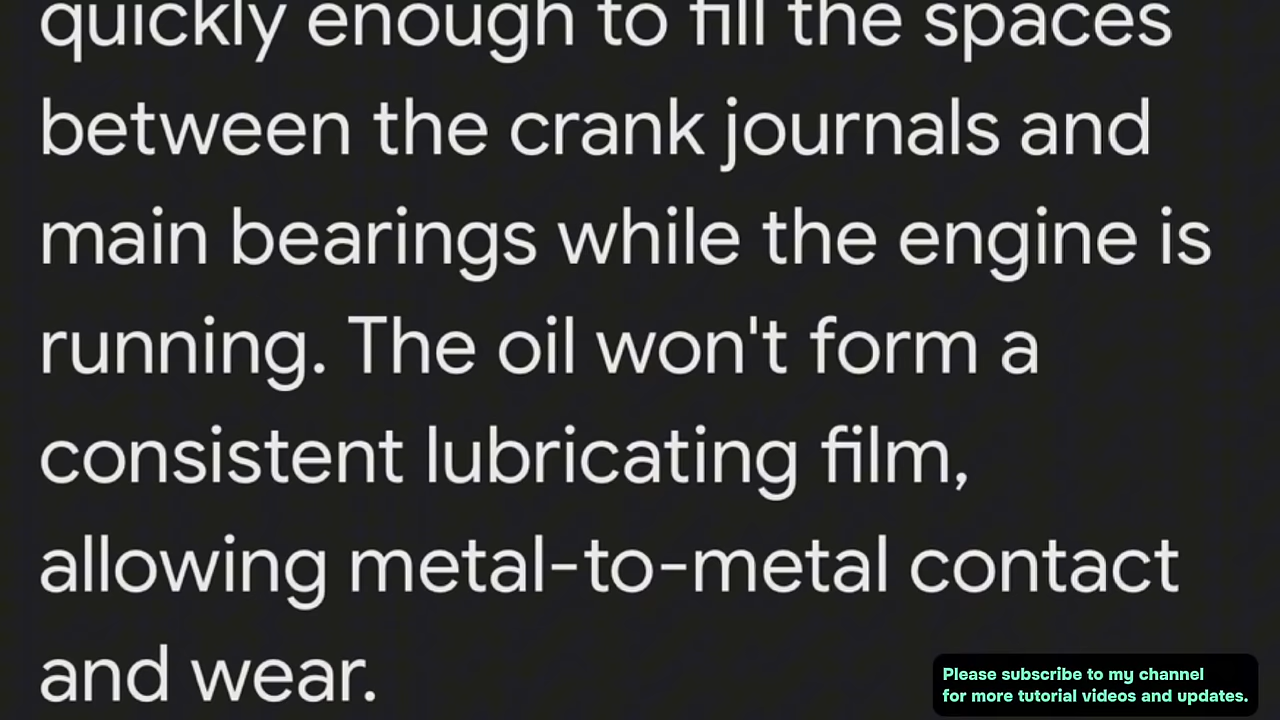 quickly enough to fill the spaces
between the crank journals and
main bearings while the engine is
running. The oil won't form a
consistent lubricating film,
allowing metal-to-metal contact
and wear.
Please subscribe to my channel
for more tutorial videos and updates.